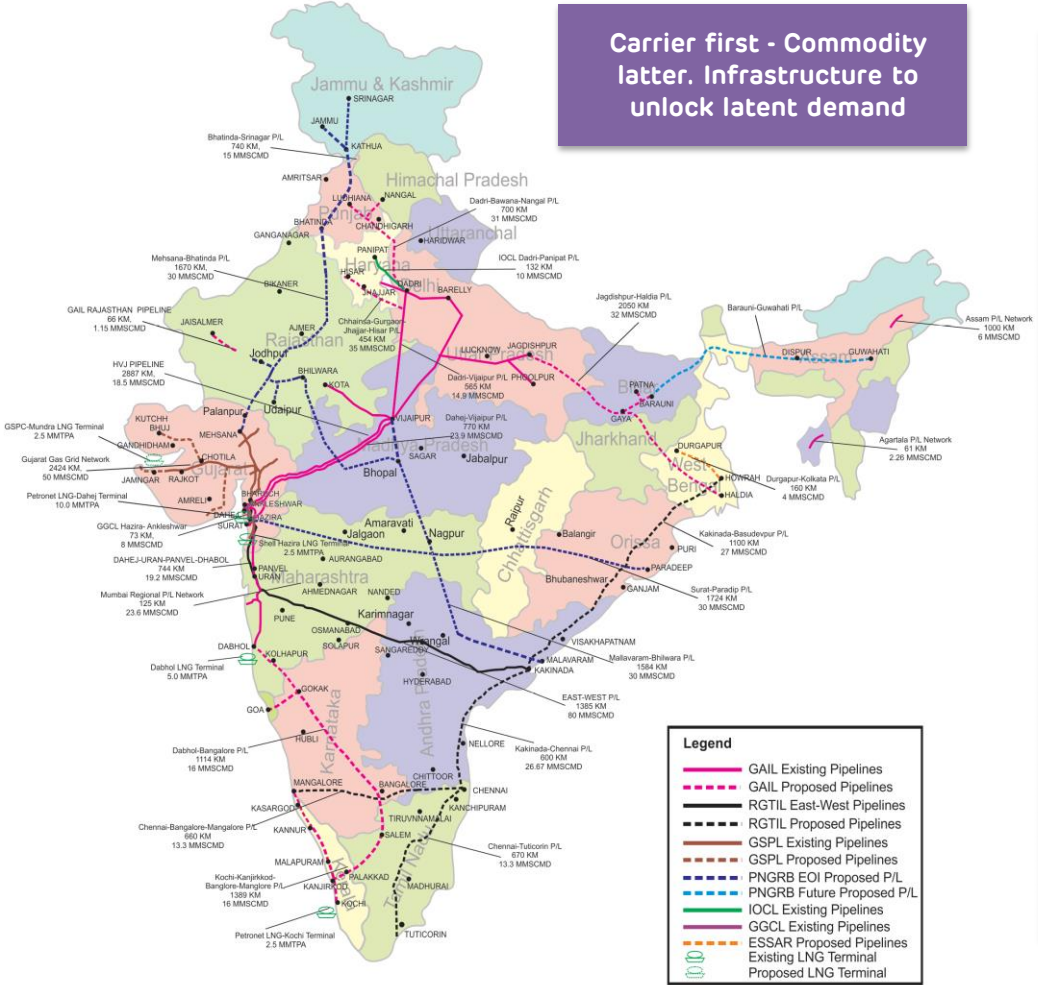 Carrier first - Commodity
latter. Infrastructure to
unlock latent demand
Jammu & Kashmir
SRINAGAR
JAMMU
KATHUA
Bhatinda-Srinagar P/L
740 KM,
15 MMSCMD
AMRITSAR
Himachal Pradesh
LUDHIANA
NANGAL
Punjab
CHANDHIGARH
Dadri-Bawana-Nangal P/L
700 KM
31 MMSCMD
Uttaranchal
HARIDWAR
BHATINDA
GANGANAGAR
PANIPAT
Haryana
HISAR
JHAJJAR
Delhi
DADRI
IOCL Dadri-Panipat P/L
132 KM
10 MMSCMD
BARELLY
Mehsana-Bhatinda P/L
1670 KM,
30 MMSCMD
BIKANER
Chhainsa-Gurgaon-
Jhajjar-Hisar P/L
454 KM
35 MMSCMD
Jagdishpur-Haldia P/L
2050 KM
32 MMSCMD
Barauni-Guwahati P/L
Assam P/L Network
1000 KM
6 MMSCMD
GAIL RAJASTHAN PIPELINE
66 KM,
1.15 MMSCMD
JAISALMER
AJMER
Rajasthan
Jodhpur
LUCKNOW
JAGDISHPUR
Uttar Pradesh
PHOOLPUR
DISPUR
GUWAHATI
Assam
HVJ PIPELINE
2887 KM,
18.5 MMSCMD
BHILWARA
KOTA
Udaipur
Dadri-Vijaipur P/L
565 KM
14.9 MMSCMD
Bihar
PATNA
BARAUNI
GAYA
Palanpur
VIJAIPUR
Dahej-Vijaipur P/L
770 KM
23.9 MMSCMD
Madhya Pradesh
SAGAR
Jabalpur
Bhopal
Jharkhand
DURGAPUR
West
Bengal
HOWRAH
HALDIA
Agartala P/L Network
61 KM
2.26 MMSCMD
Durgapur-Kolkata P/L
160 KM
4 MMSCMD
KUTCHH
BHUJ
MEHSANA
GSPC-Mundra LNG Terminal
2.5 MMTPA
GANDHIDHAM
CHOTILA
Gujarat
Gujarat Gas Grid Network
2424 KM,
50 MMSCMD
JAMNGAR
RAJKOT
AMRELI
Petronet LNG-Dahej Terminal
10.0 MMTPA
BHARUCH
ANKLESHWAR
DAHEJ
HAZIRA
SURAT
GGCL Hazira- Ankleshwar
73 KM,
8 MMSCMD
Shell Hazira LNG Terminal
2.5 MMTPA
Amaravati
Jalgaon
Nagpur
Chhattisgarh
Raipur
Balangir
Orissa
PURI
PARADEEP
Bhubaneshwar
GANJAM
Kakinada-Basudevpur P/L
1100 KM
27 MMSCMD
Surat-Paradip P/L
1724 KM
30 MMSCMD
DAHEJ-URAN-PANVEL-DHABOL
744 KM
19.2 MMSCMD
PANVEL
URAN
AURANGABAD
Maharashtra
AHMEDNAGAR
NANDED
Mumbai Regional P/L Network
125 KM
23.6 MMSCMD
PUNE
Karimnagar
OSMANABAD
SOLAPUR
Wrangal
SANGAREDDY
HYDERABAD
VISAKHAPATNAM
MALAVARAM
KAKINADA
Mallavaram-Bhilwara P/L
1584 KM
30 MMSCMD
DABHOL
KOLHAPUR
Dabhol LNG Terminal
5.0 MMTPA
GOKAK
GOA
HUBLI
Karnataka
Andhra Pradesh
EAST-WEST P/L
1385 KM
80 MMSCMD
Kakinada-Chennai P/L
600 KM
26.67 MMSCMD
NELLORE
Dabhol-Bangalore P/L
1114 KM
16 MMSCMD
CHITTOOR
MANGALORE
BANGALORE
CHENNAI
KANCHIPURAM
KASARGOD
TIRUVNNAMALAI
Chennai-Bangalore-Mangalore P/L
660 KM
13.3 MMSCMD
KANNUR
SALEM
Chennai-Tuticorin P/L
670 KM
13.3 MMSCMD
MALAPURAM
Kochi-Kanjirkkod-
Banglore-Manglore P/L
1389 KM
16 MMSCMD
PALAKKAD
KANJIRKOD
KOCHI
Tamil Nadu
MADHURAI
Petronet LNG-Kochi Terminal
2.5 MMTPA
TUTICORIN
Legend
GAIL Existing Pipelines
GAIL Proposed Pipelines
RGTIL East-West Pipelines
RGTIL Proposed Pipelines
GSPL Existing Pipelines
GSPL Proposed Pipelines
PNGRB EOI Proposed P/L
PNGRB Future Proposed P/L
IOCL Existing Pipelines
GGCL Existing Pipelines
ESSAR Proposed Pipelines
Existing LNG Terminal
Proposed LNG Terminal